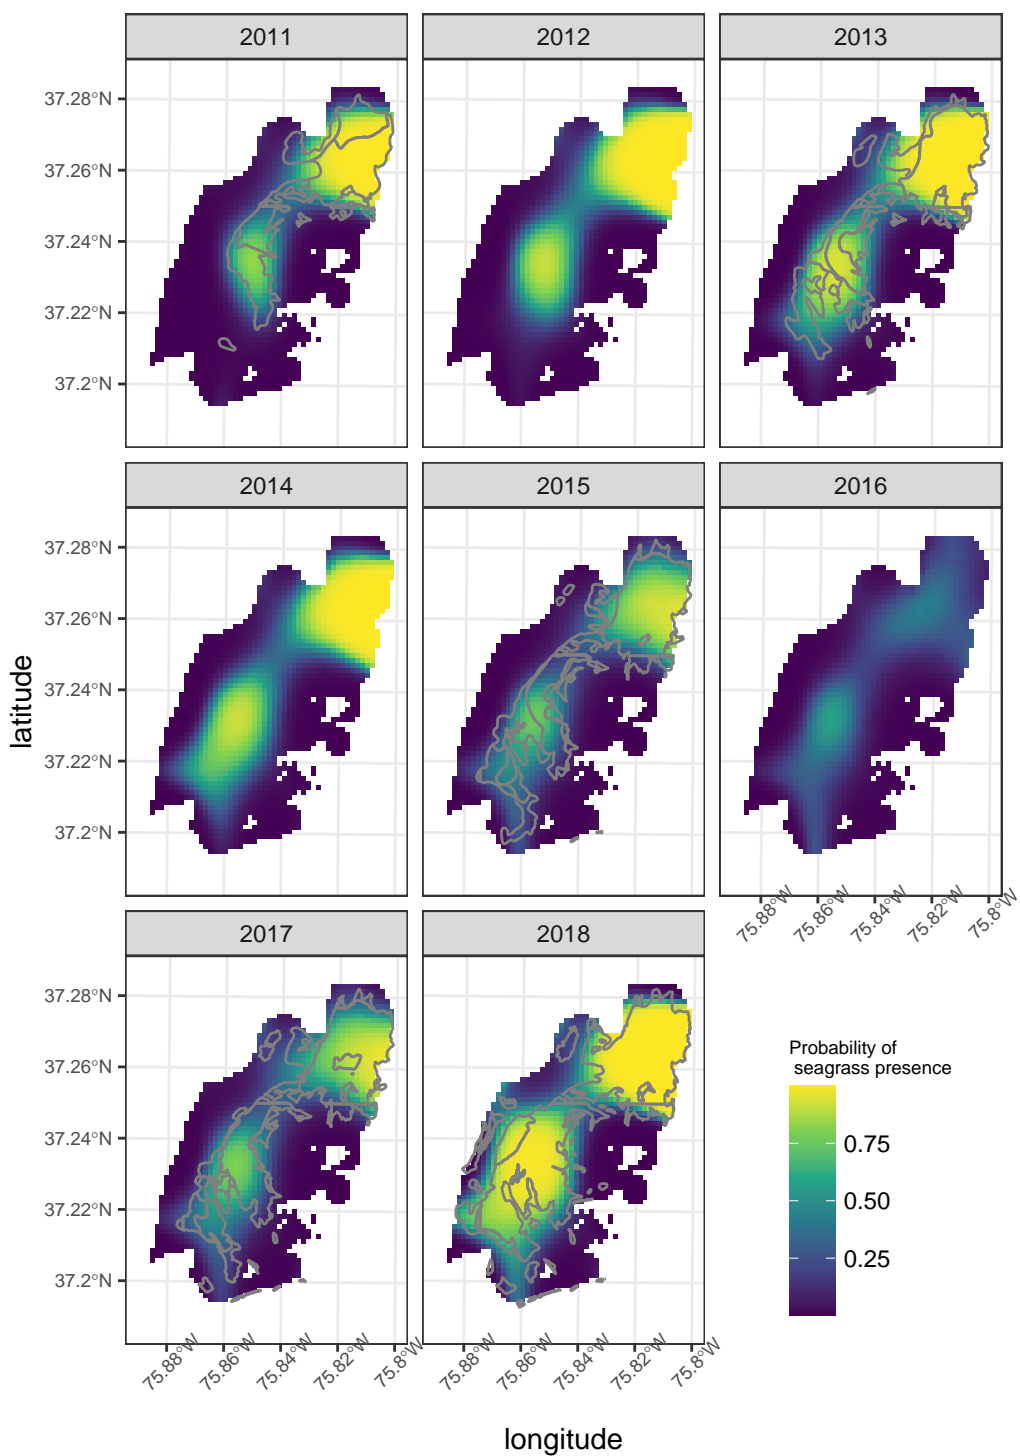 2011
2012
2013
37.28°N
37.26°N
37.24°N
37.22°N
37.2°N
2014
2015
2016
37.28°N
37.26°N
37.24°N
37.22°N
37.2°N
75.88°W
75.86°W
75.84°W
75.82°W
75.8°W
2017
2018
37.28°N
37.26°N
37.24°N
37.22°N
37.2°N
75.88°W
75.86°W
75.84°W
75.82°W
75.8°W
75.88°W
75.86°W
75.84°W
75.82°W
75.8°W
latitude
longitude
Probability of
seagrass presence
0.75
0.50
0.25